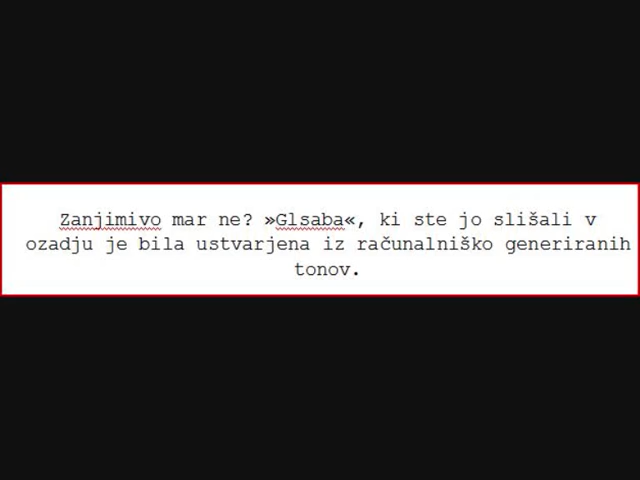 Zanjimivo mar ne? »Glsaba«, ki ste jo slišali v
ozadju je bila ustvarjena iz računalniško generiranih
tonov.